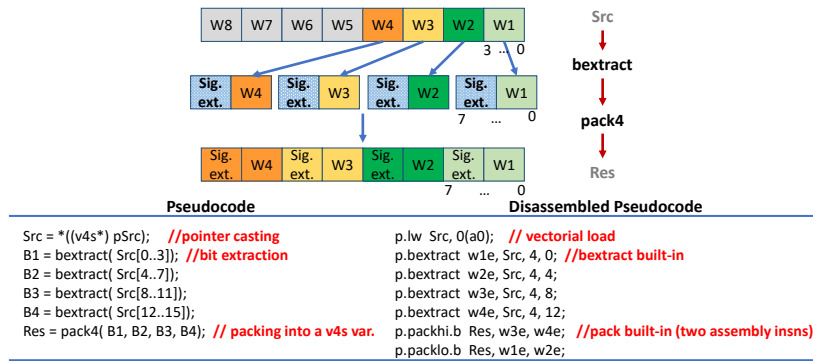 W8 W7 W6 W5 W4 W3 W2 W1 Src
3 ... 0
bextract
Sig. ext. W4 Sig. ext. W3 Sig. ext. W2 Sig. ext. W1
7 ... 0
pack4
Sig. ext. W4 Sig. ext. W3 Sig. ext. W2 Sig. ext. W1 Res
7 ... 0
Pseudocode Disassembled Pseudocode
Src = *((v4s*) pSrc); //pointer casting p.lw Src, 0(a0); // vectorial load
B1 = bextract( Src[0..3]); //bit extraction p.bextract w1e, Src, 4, 0; //bextract built-in
B2 = bextract( Src[4..7]); p.bextract w2e, Src, 4, 4;
B3 = bextract( Src[8..11]); p.bextract w3e, Src, 4, 8;
B4 = bextract( Src[12..15]); p.bextract w4e, Src, 4, 12;
Res = pack4( B1, B2, B3, B4); // packing into a v4s var. p.packhi.b Res, w3e, w4e; //pack built-in (two assembly insns)
p.packlo.b Res, w1e, w2e;